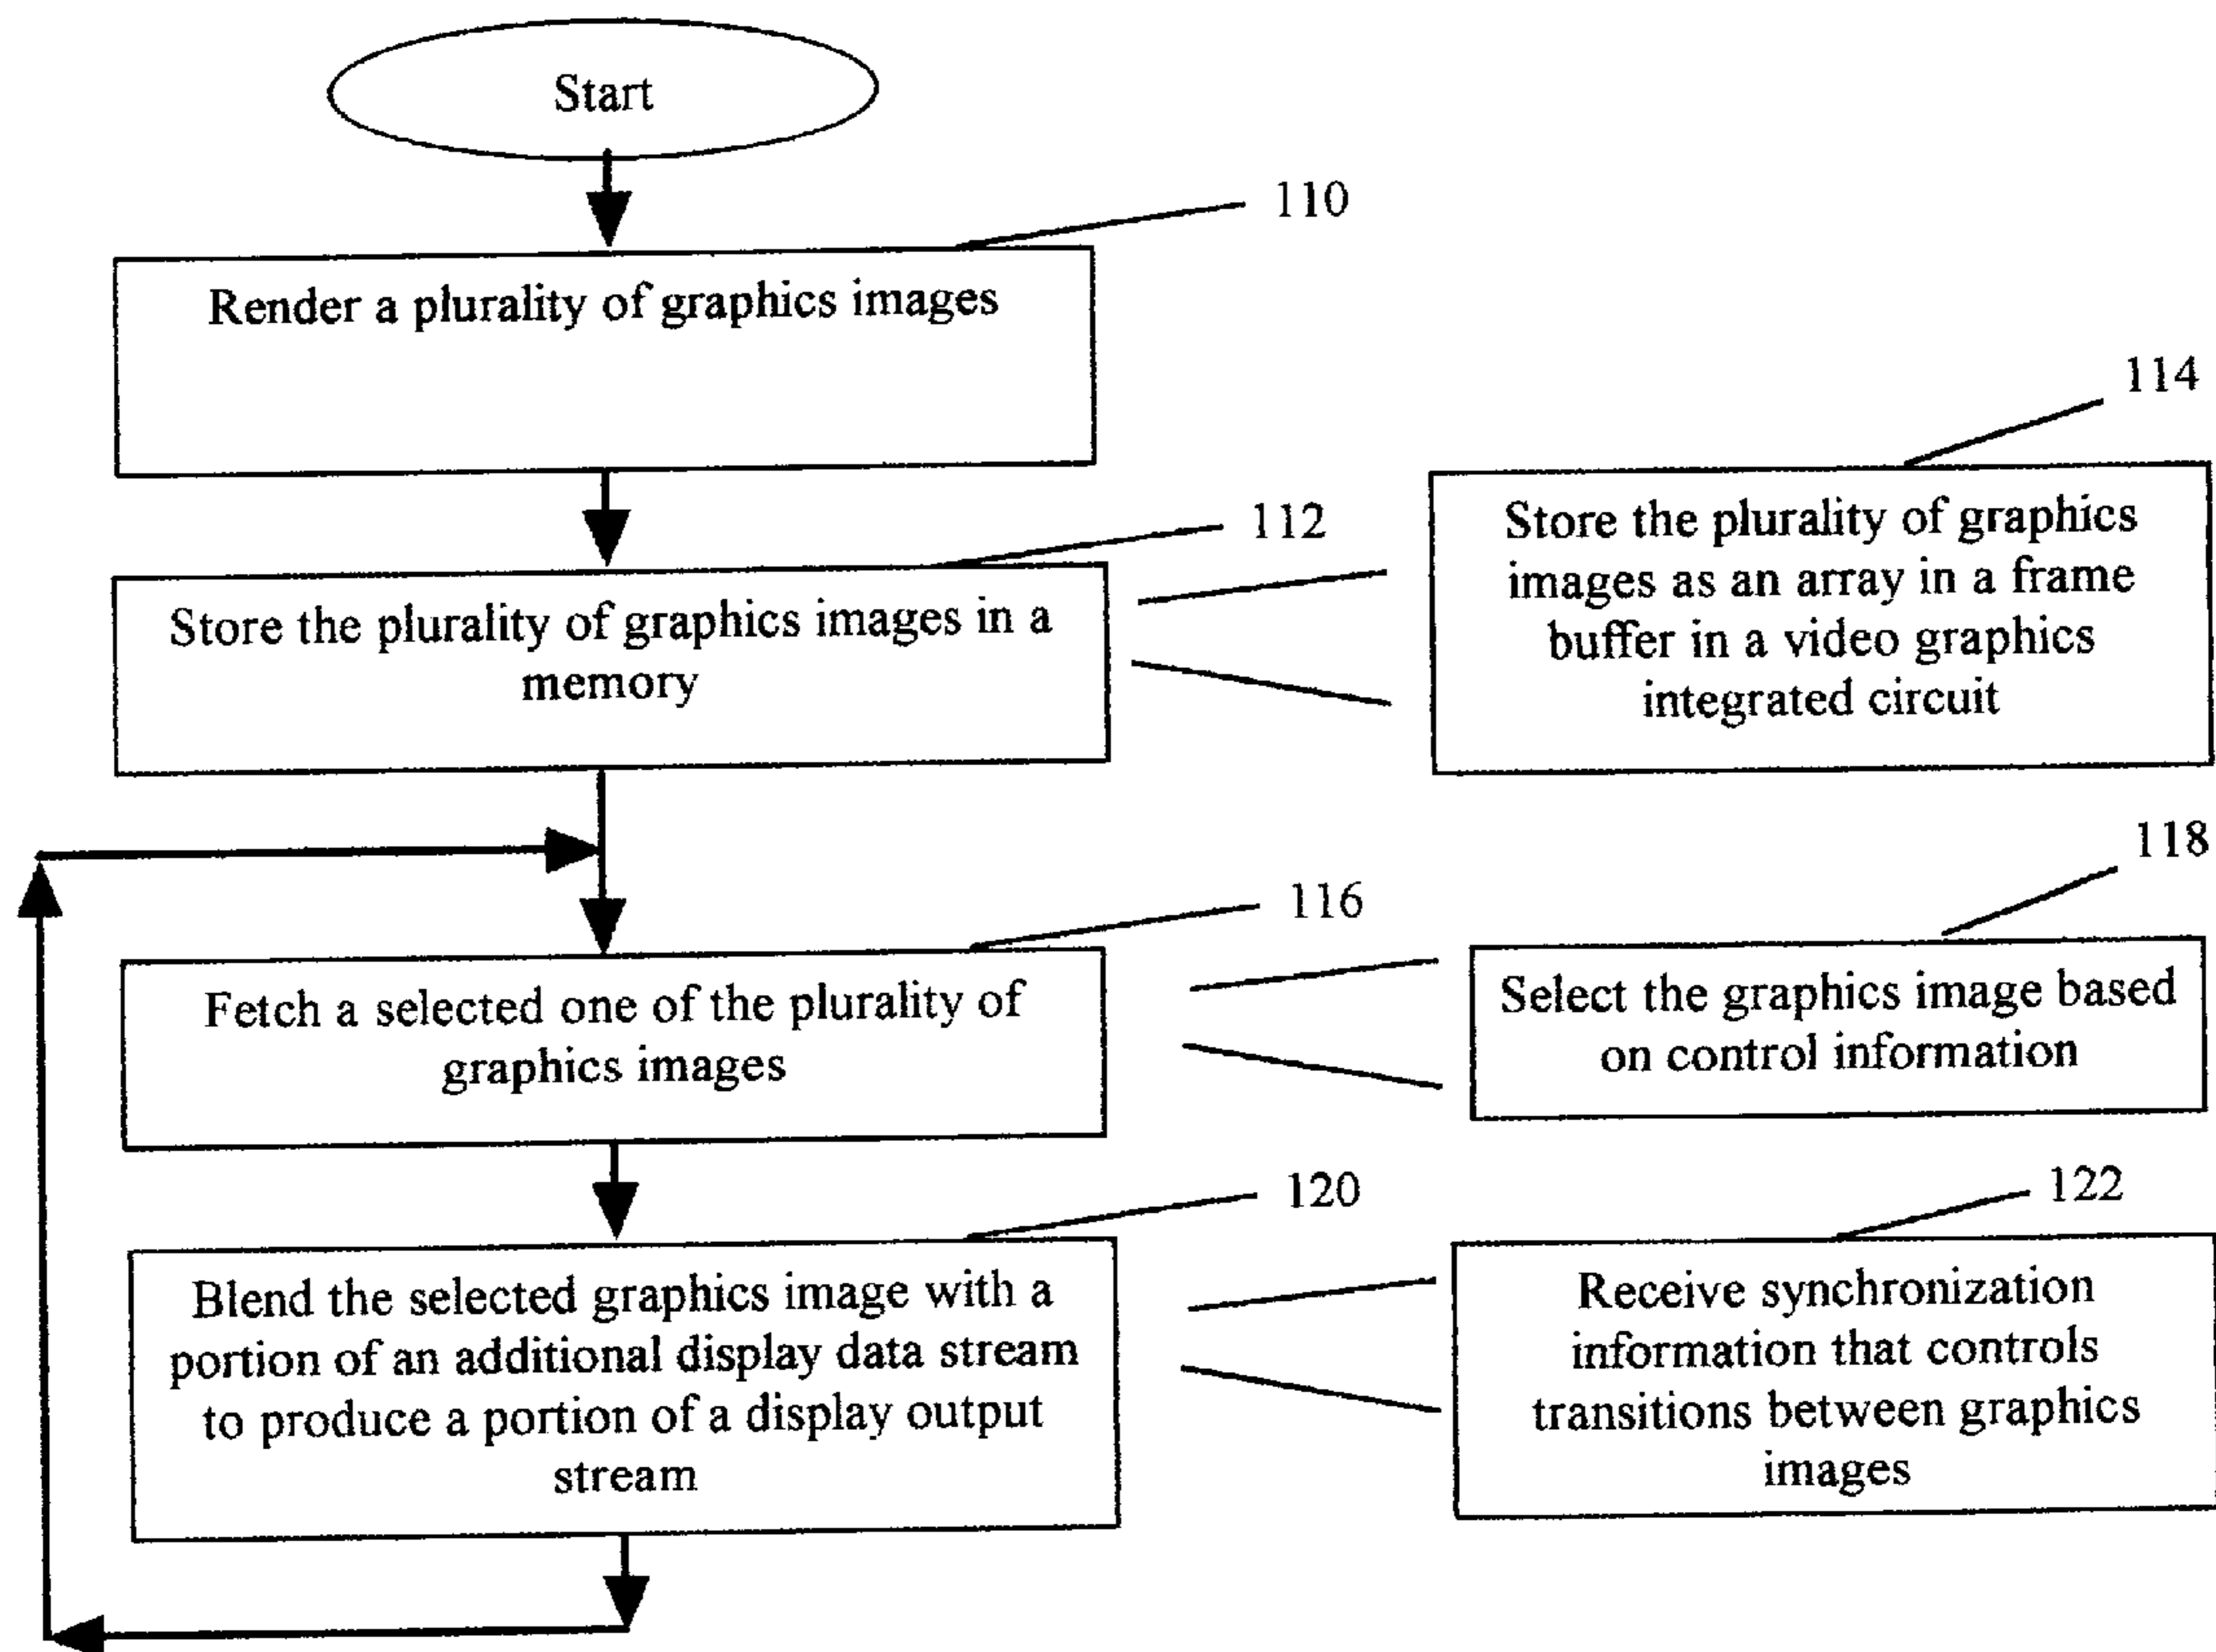 Start
110
Render a plurality of graphics images
114
112
Store the plurality of graphics images in a
memory
Store the plurality of graphics
images as an array in a frame
buffer in a video graphics
integrated circuit
118
116
Fetch a selected one of the plurality of
graphics images
Select the graphics image based
on control information
120
122
Blend the selected graphics image with a
portion of an additional display data stream
to produce a portion of a display output
stream
Receive synchronization
information that controls
transitions between graphics
images